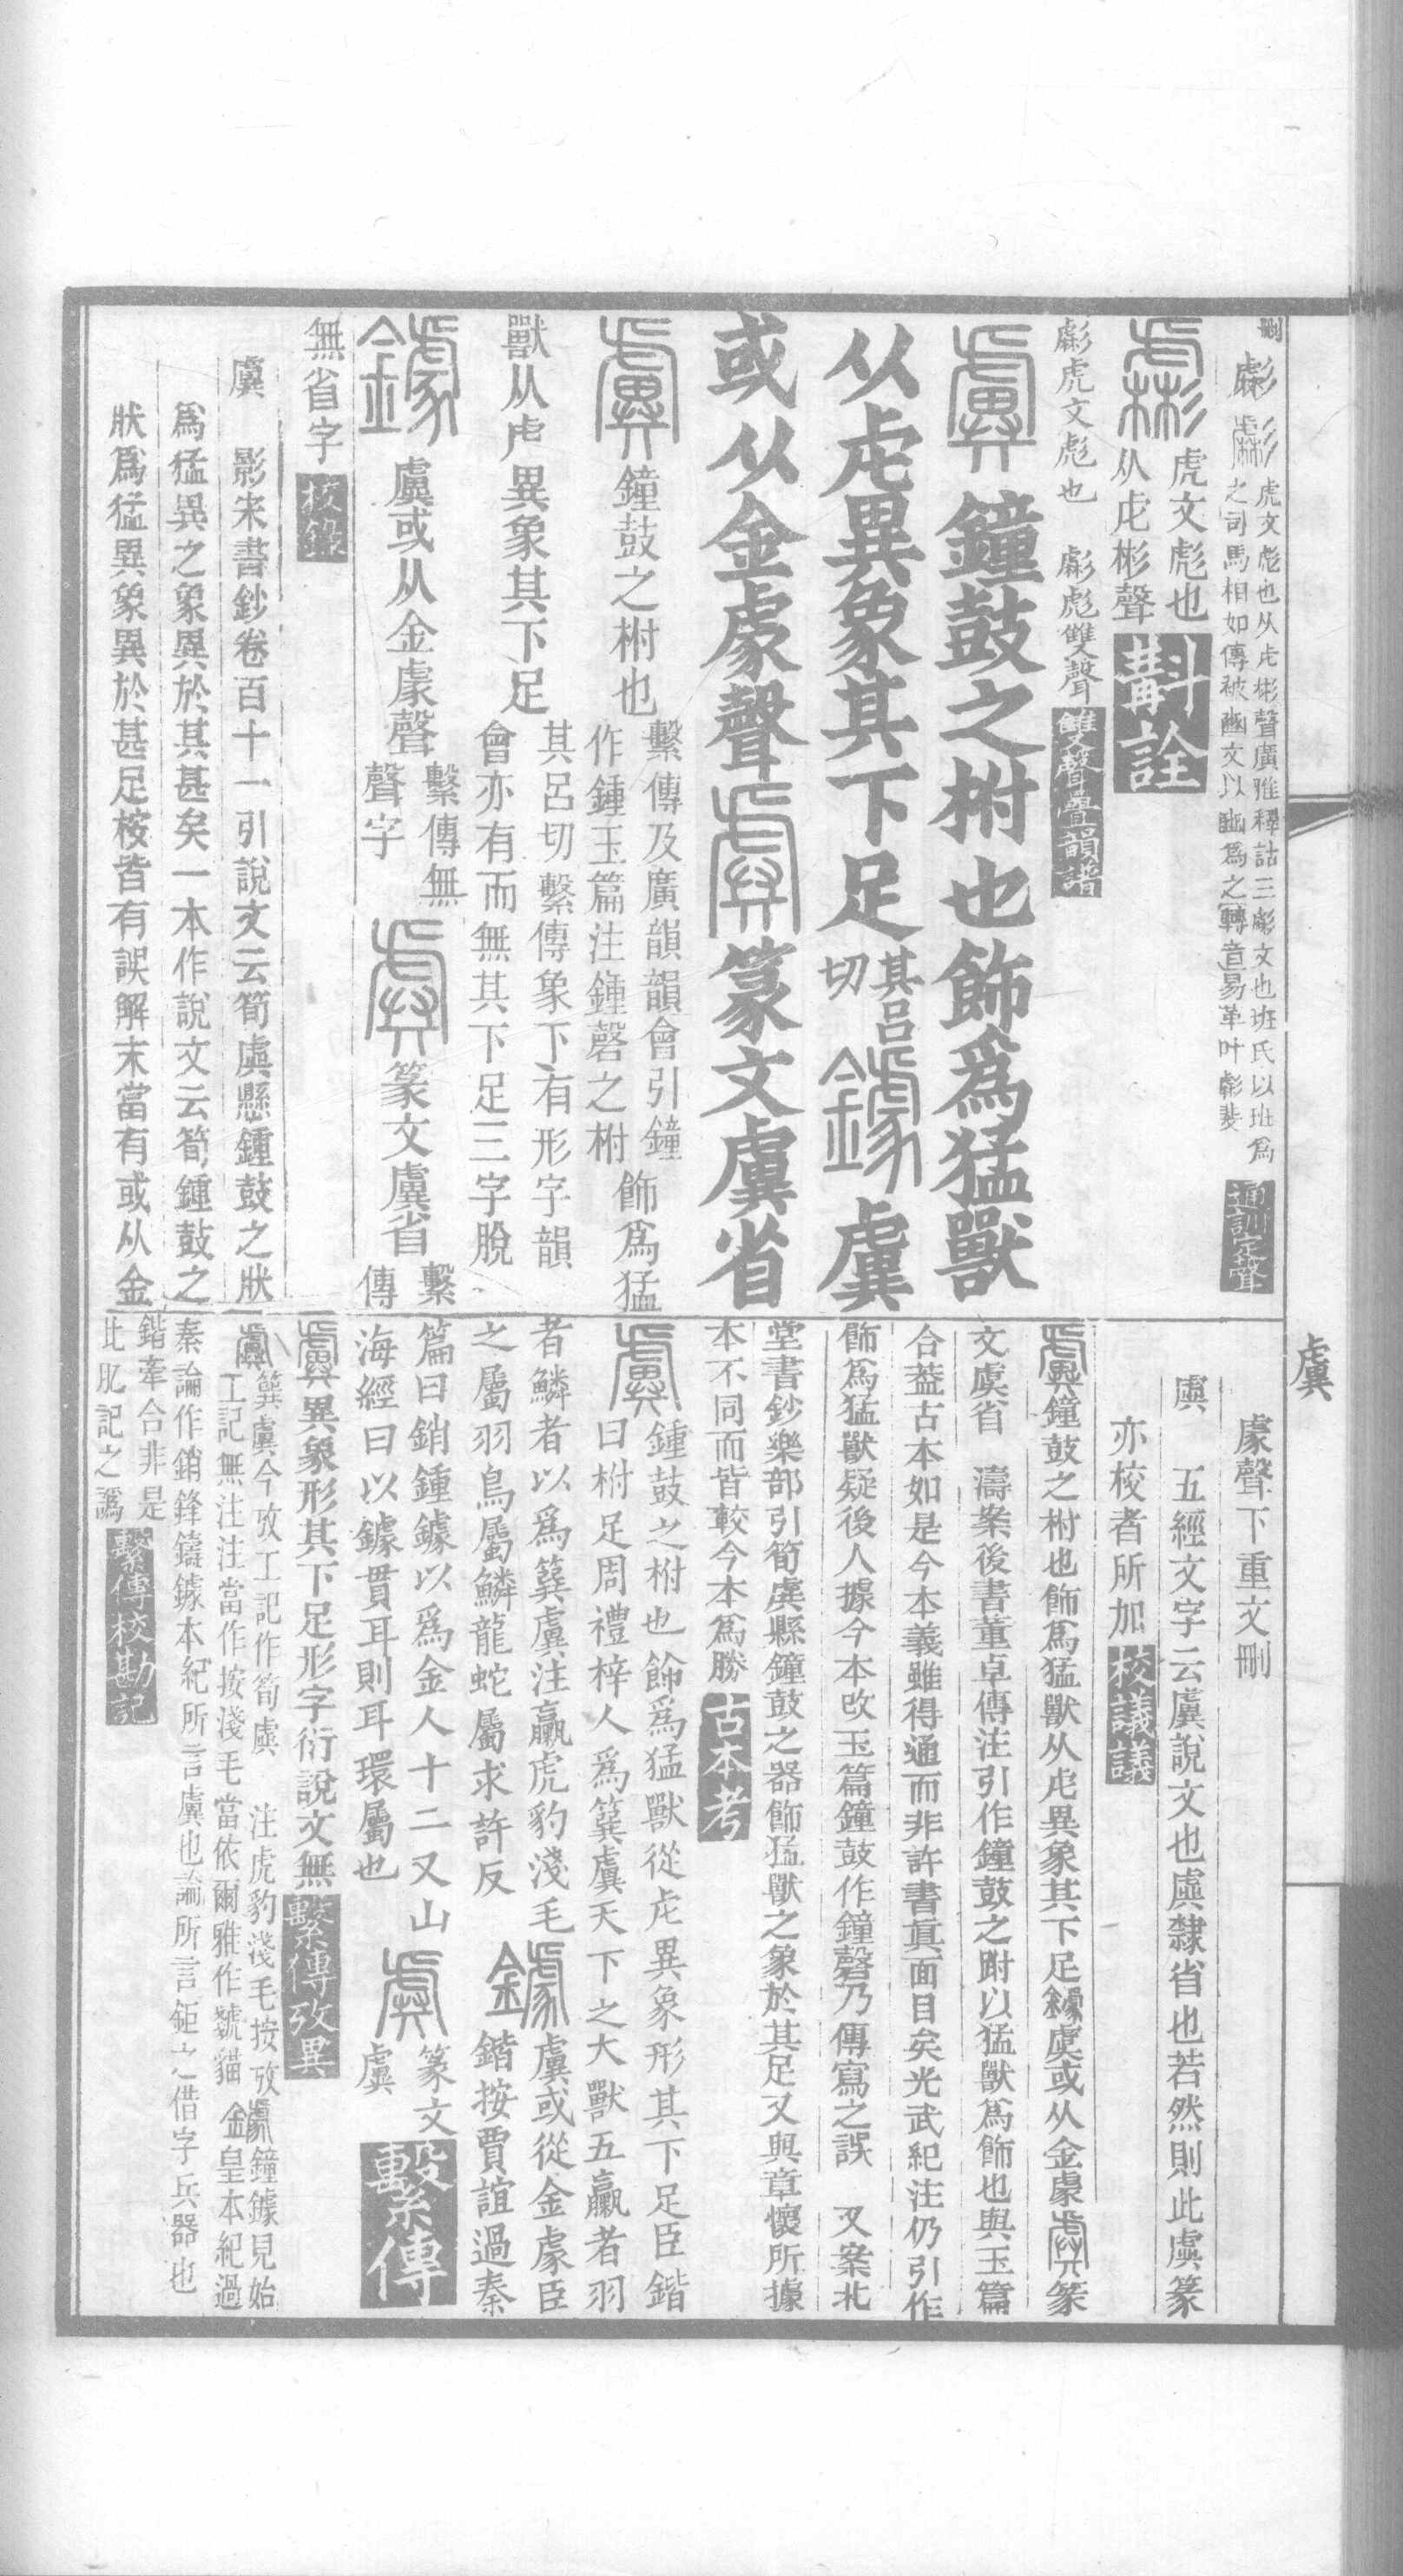 刪
彪 虨 虎文彪也从虍彬聲廣雅釋詁三虨文也班氏以班爲
之司馬相如傳被豳文以豳爲之轉音易革叶虨斐
通訓定聲
虨 虎文彪也
从虍彬聲
斠詮
虨虎文彪也 虨彪雙聲
雙聲疊韻譜
虡 鐘鼓之柎也飾爲猛獸
从虍異象其下足其呂切 鐻 虡
或从金豦聲 虡 篆文虡省
虡 鐘鼓之柎也
繫傳及廣韻韻會引鐘
作鍾玉篇注鍾磬之柎
飾爲猛
獸从虍異象其下足
其呂切繫傳象下有形字韻
會亦有而無其下足三字脫
鐻 虡或从金豦聲
繫傳無
聲字
虡 篆文虡省
繫
傳
無省字
校錄
虡 影宋書鈔卷百十一引說文云筍虡懸鍾鼓之狀
爲猛異之象異於其甚矣一本作說文云筍鍾鼓之
狀爲猛異象異於甚足桉皆有誤解末當有或从金
虡
豦聲下重文刪
虡 五經文字云虡說文也虡隸省也若然則此虡篆
亦校者所加
校議議
虡鐘鼓之柎也飾爲猛獸从虍異象其下足鐻虡或从金豦虡篆
文虡省 濤案後書董卓傳注引作鐘鼓之跗以猛獸爲飾也與玉篇
合葢古本如是今本義雖得通而非許書眞面目矣光武紀注仍引作
飾爲猛獸疑後人據今本改玉篇鐘鼓作鐘磬乃傳寫之誤 又案北
堂書鈔樂部引筍虡縣鐘鼓之器飾猛獸之象於其足又與章懷所據
本不同而皆較今本爲勝
古本考
虡 鍾鼓之柎也飾爲猛獸從虍異象形其下足臣鍇
曰柎足周禮梓人爲簨虡天下之大獸五臝者羽
者鱗者以爲簨虡注臝虎豹淺毛
之屬羽鳥屬鱗龍蛇屬求許反
鐻 虡或從金豦臣
鍇按賈誼過秦
篇曰銷鍾鐻以爲金人十二又山
海經曰以鐻貫耳則耳環屬也
虡 篆文
虡
繫傳
虡異象形其下足形字衍說文無
繫傳攷異
虡 簨虡今攷工記作筍虡 注虎豹淺毛按攷
工記無注注當作按淺毛當依爾雅作虦貓
鐻 鐘鐻見始
皇本紀過
秦論作銷鋒鑄鐻本紀所言虡也論所言鉅之借字兵器也
鍇牽合非是
此肊記之譌
繫傳校勘記